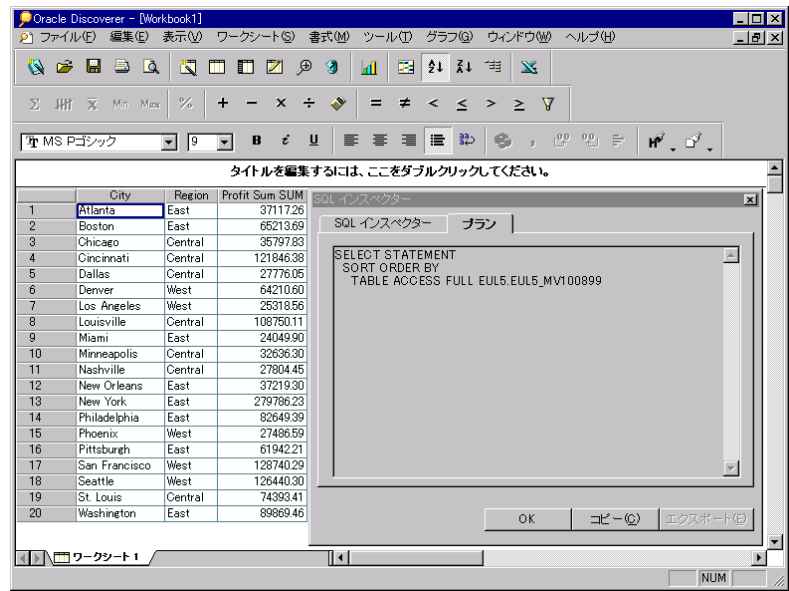 Oracle Discoverer - [Workbook1]
ファイル(F) 編集(E) 表示(V) ワークシート(S) 書式(M) ツール(T) グラフ(G) ウィンドウ(W) ヘルプ(H)
Σ Min Max % + − × ÷ = ≠ < ≤ > ≥
MS Pゴシック 9 B i U
タイトルを編集するには、ここをダブルクリックしてください。
City Region Profit Sum SUM
1 Atlanta East 37117.26
2 Boston East 65213.69
3 Chicago Central 35797.83
4 Cincinnati Central 121846.38
5 Dallas Central 27776.05
6 Denver West 64210.60
7 Los Angeles West 25318.56
8 Louisville Central 108750.11
9 Miami East 24049.90
10 Minneapolis Central 32636.30
11 Nashville Central 27804.45
12 New Orleans East 37219.30
13 New York East 279786.23
14 Philadelphia East 82649.39
15 Phoenix West 27486.59
16 Pittsburgh East 61942.21
17 San Francisco West 128740.29
18 Seattle West 126440.30
19 St. Louis Central 74393.41
20 Washington East 89869.46
SQL インスペクター
SQL インスペクター プラン
SELECT STATEMENT
SORT ORDER BY
TABLE ACCESS FULL EUL5.EUL5_MV100899
OK コピー(C) エクスポート(E)
ワークシート 1
NUM